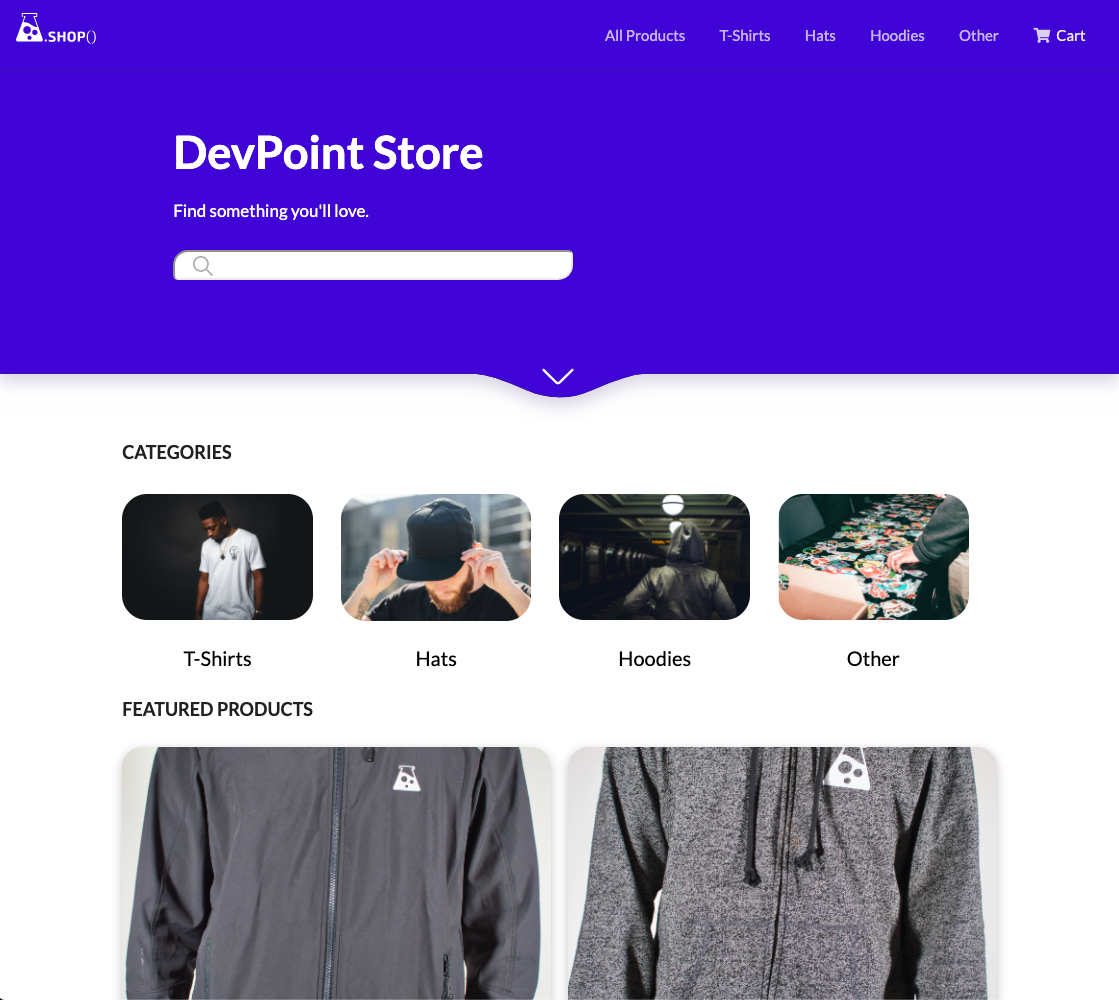 .SHOP()
All Products T-Shirts Hats Hoodies Other Cart
DevPoint Store
Find something you'll love.
CATEGORIES
T-Shirts Hats Hoodies Other
FEATURED PRODUCTS